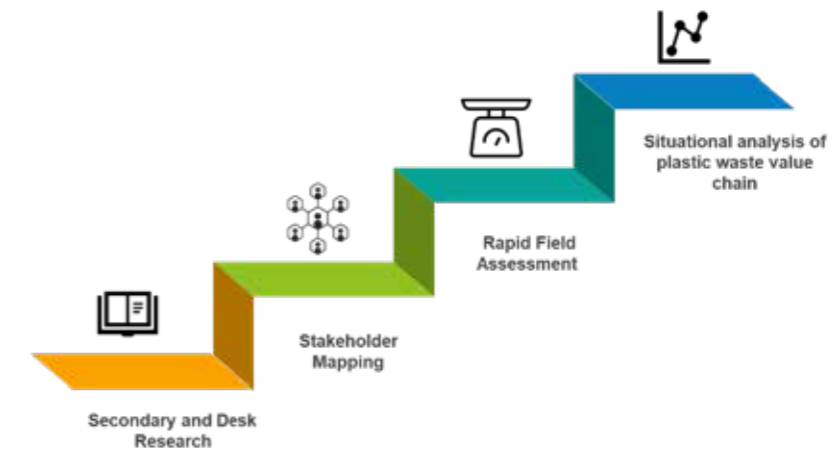 Situational analysis of
plastic waste value
chain
Rapid Field
Assessment
Stakeholder
Mapping
Secondary and Desk
Research